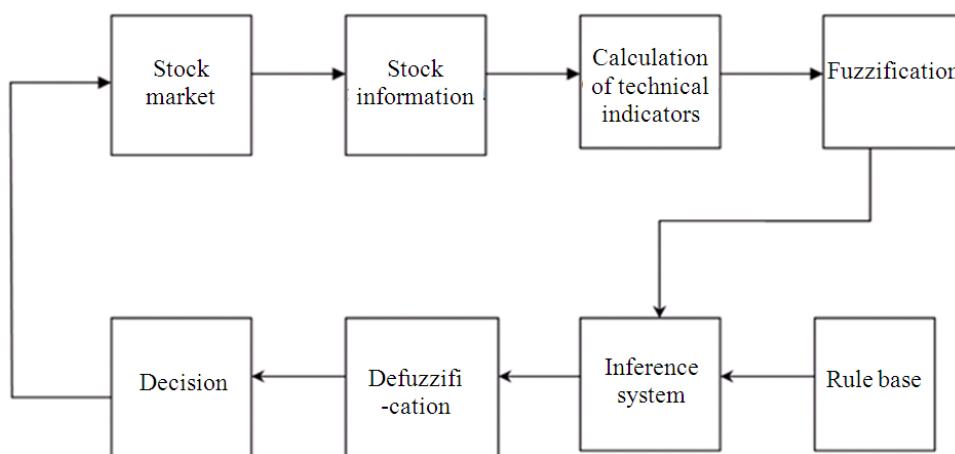 Stock
market
Stock
information
Calculation
of technical
indicators
Fuzzification
Decision
Defuzzifi
-cation
Inference
system
Rule base